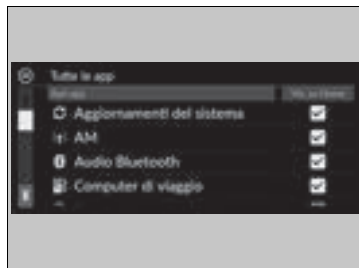 Tutte le app
Aggiornamenti del sistema
AM
Audio Bluetooth
Computer di viaggio